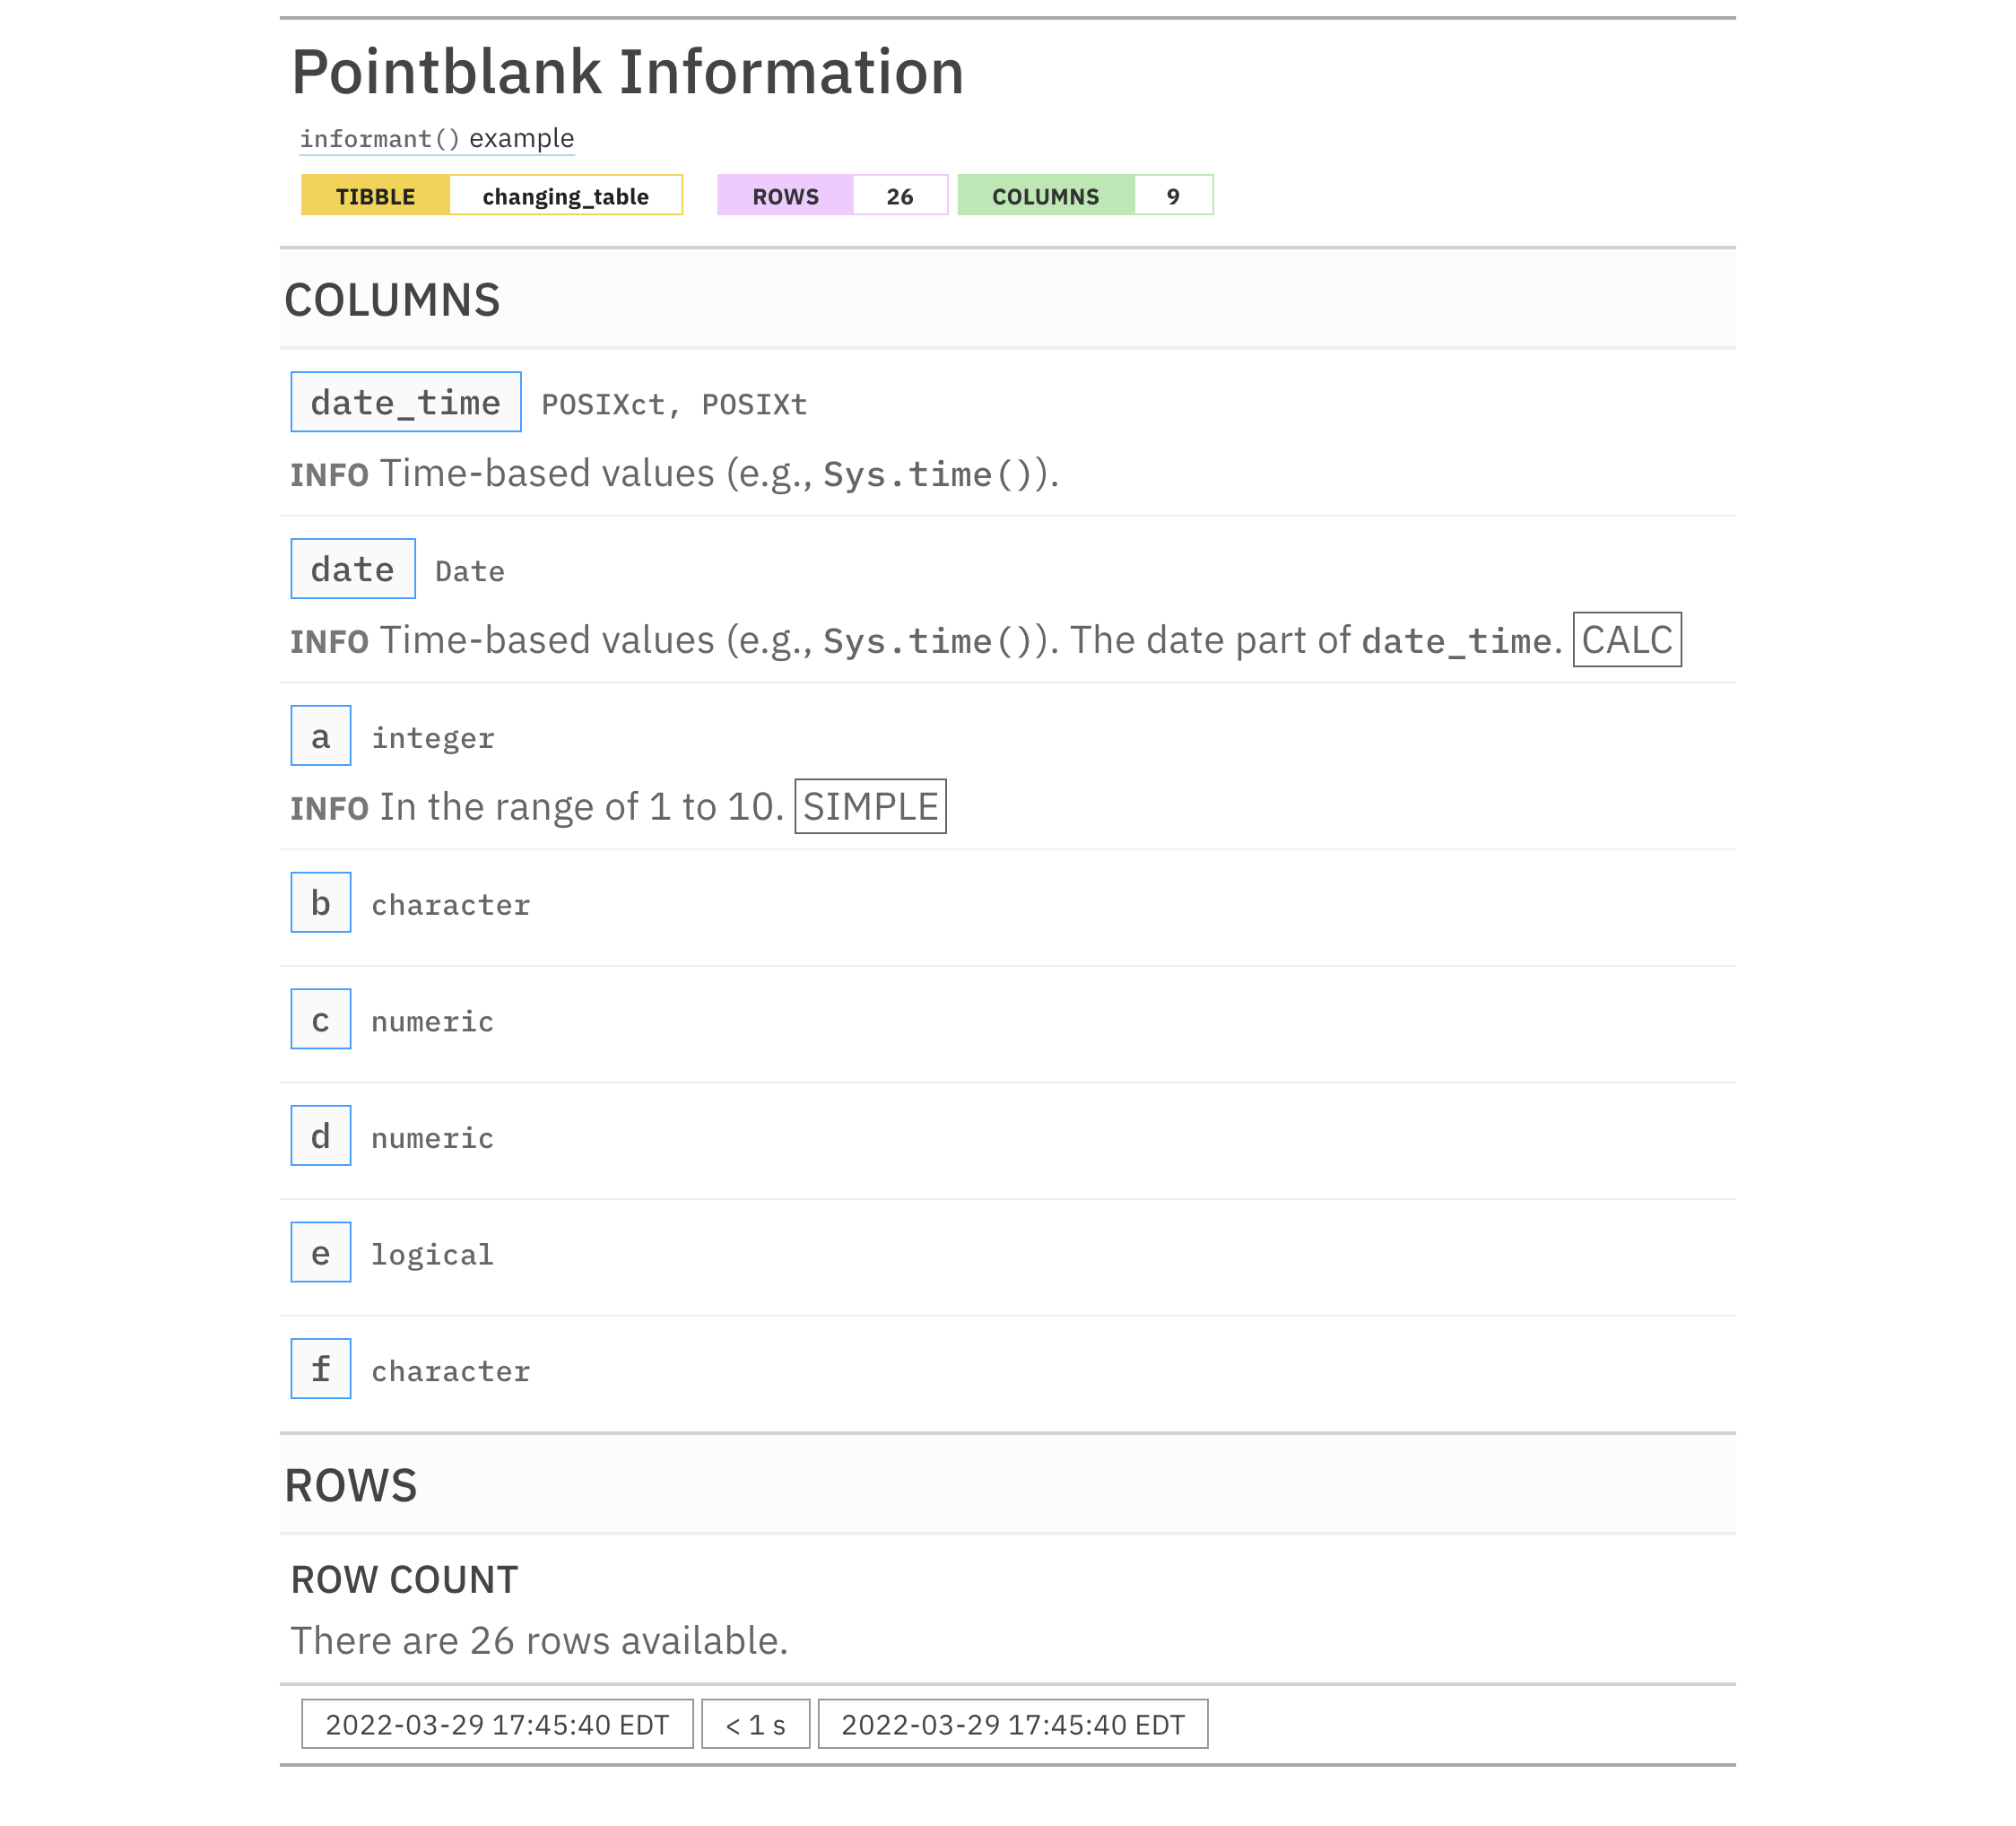 Pointblank Information
informant() example
TIBBLE changing_table ROWS 26 COLUMNS 9
COLUMNS
date_time POSIXct, POSIXt
INFO Time-based values (e.g., Sys.time()).
date Date
INFO Time-based values (e.g., Sys.time()). The date part of date_time. CALC
a integer
INFO In the range of 1 to 10. SIMPLE
b character
c numeric
d numeric
e logical
f character
ROWS
ROW COUNT
There are 26 rows available.
2022-03-29 17:45:40 EDT < 1 s 2022-03-29 17:45:40 EDT